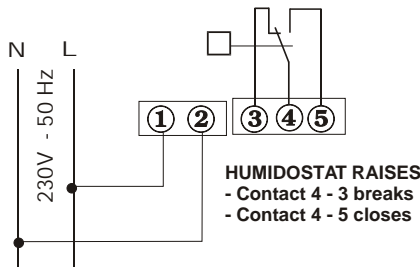 N L
230V - 50 Hz
1 2 3 4 5
HUMIDOSTAT RAISES
- Contact 4 - 3 breaks
- Contact 4 - 5 closes